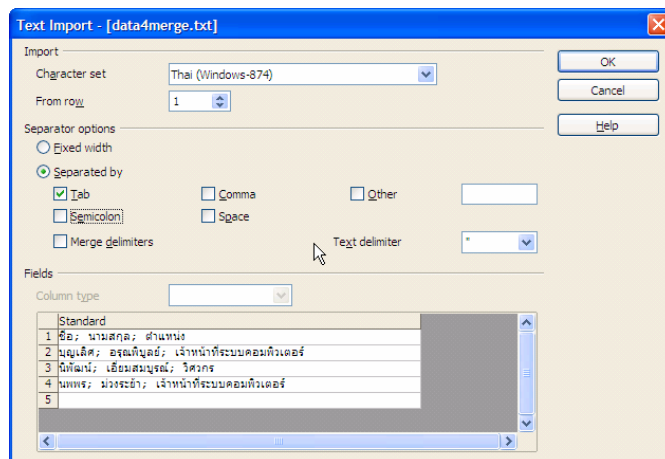 Text Import - [data4merge.txt]
Import
Character set Thai (Windows-874)
From row 1
OK
Cancel
Help
Separator options
Fixed width
Separated by
Tab Comma Other
Semicolon Space
Merge delimiters Text delimiter "
Fields
Column type
Standard
1 ชื่อ; นามสกุล; ตำแหน่ง
2 บุญเลิศ; อรุณพิบูลย์; เจ้าหน้าที่ระบบคอมพิวเตอร์
3 นิพัฒน์; เอี่ยมสมบูรณ์; วิศวกร
4 นพพร; ม่วงระย้า; เจ้าหน้าที่ระบบคอมพิวเตอร์
5